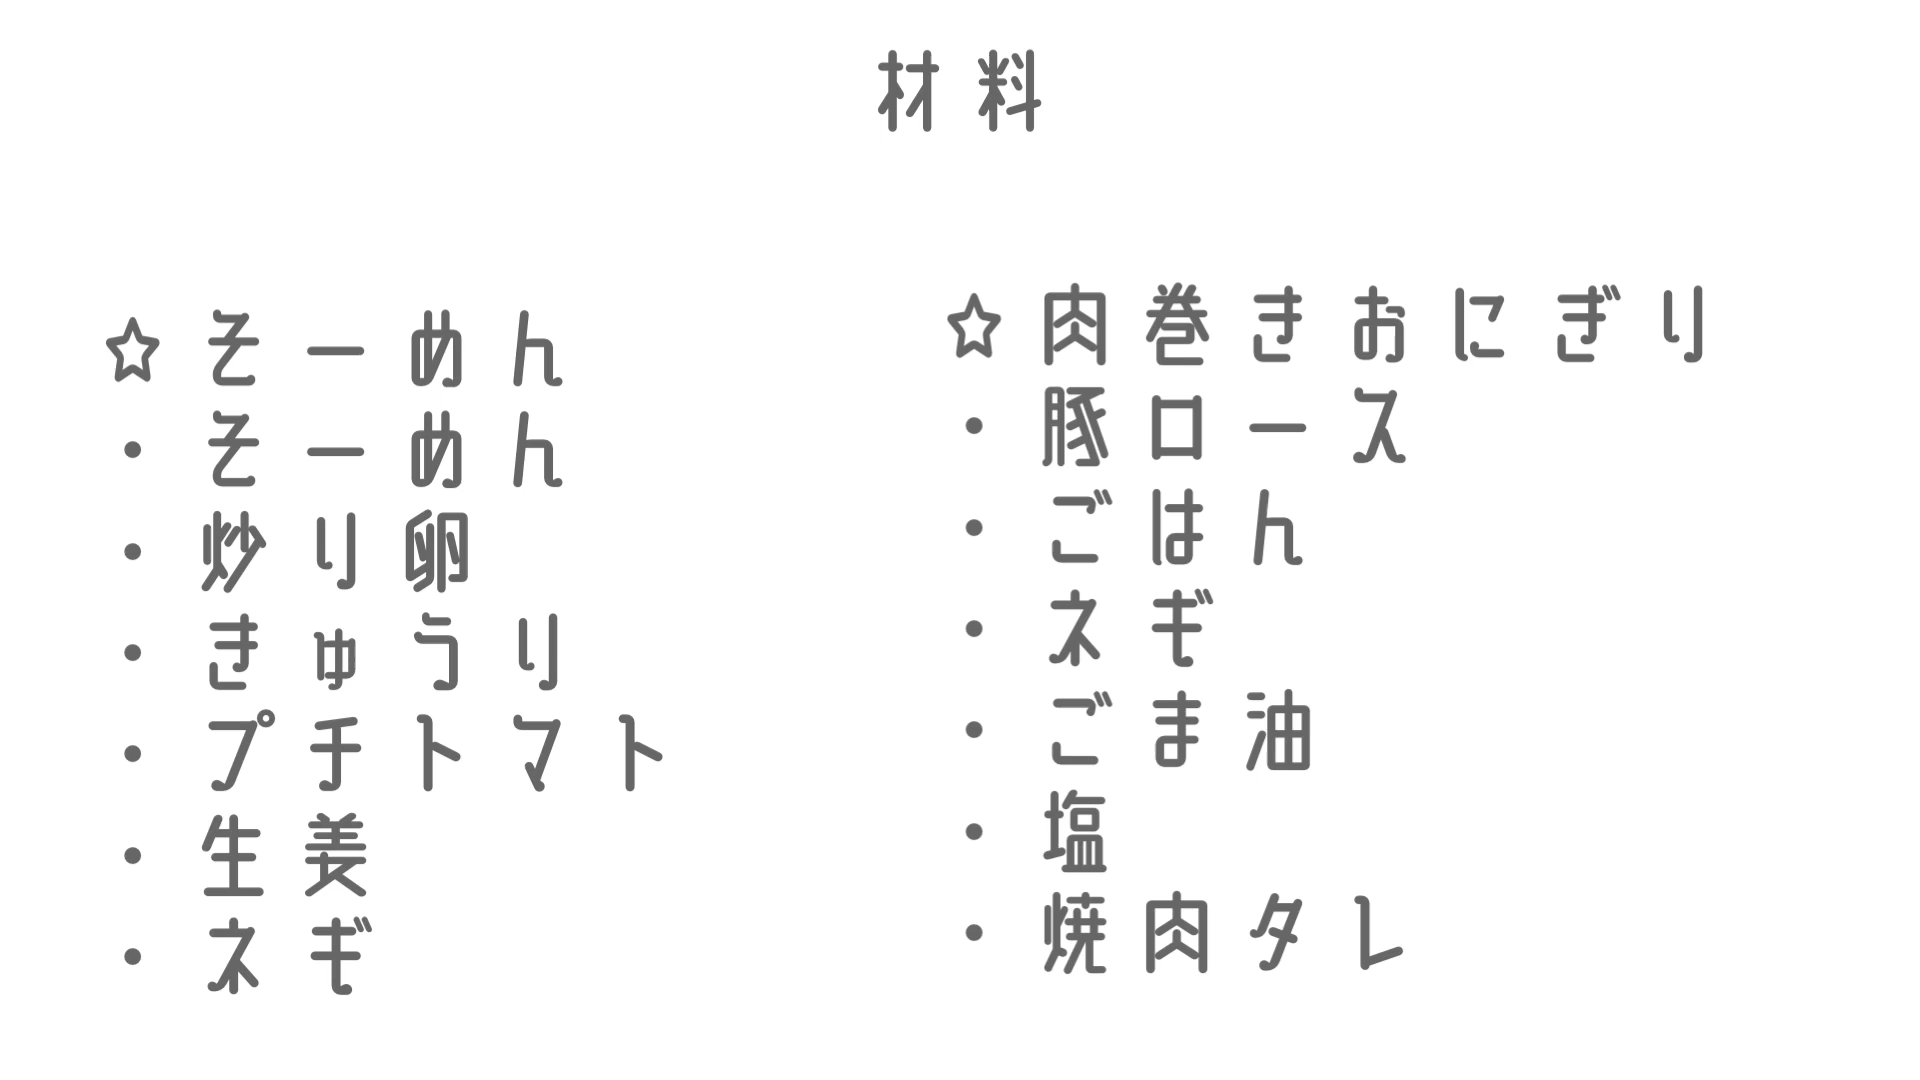 材料
☆そーめん
・そーめん
・炒り卵
・きゅうり
・プチトマト
・生姜
・ネギ
☆肉巻きおにぎり
・豚ロース
・ごはん
・ネギ
・ごま油
・塩
・焼肉タレ